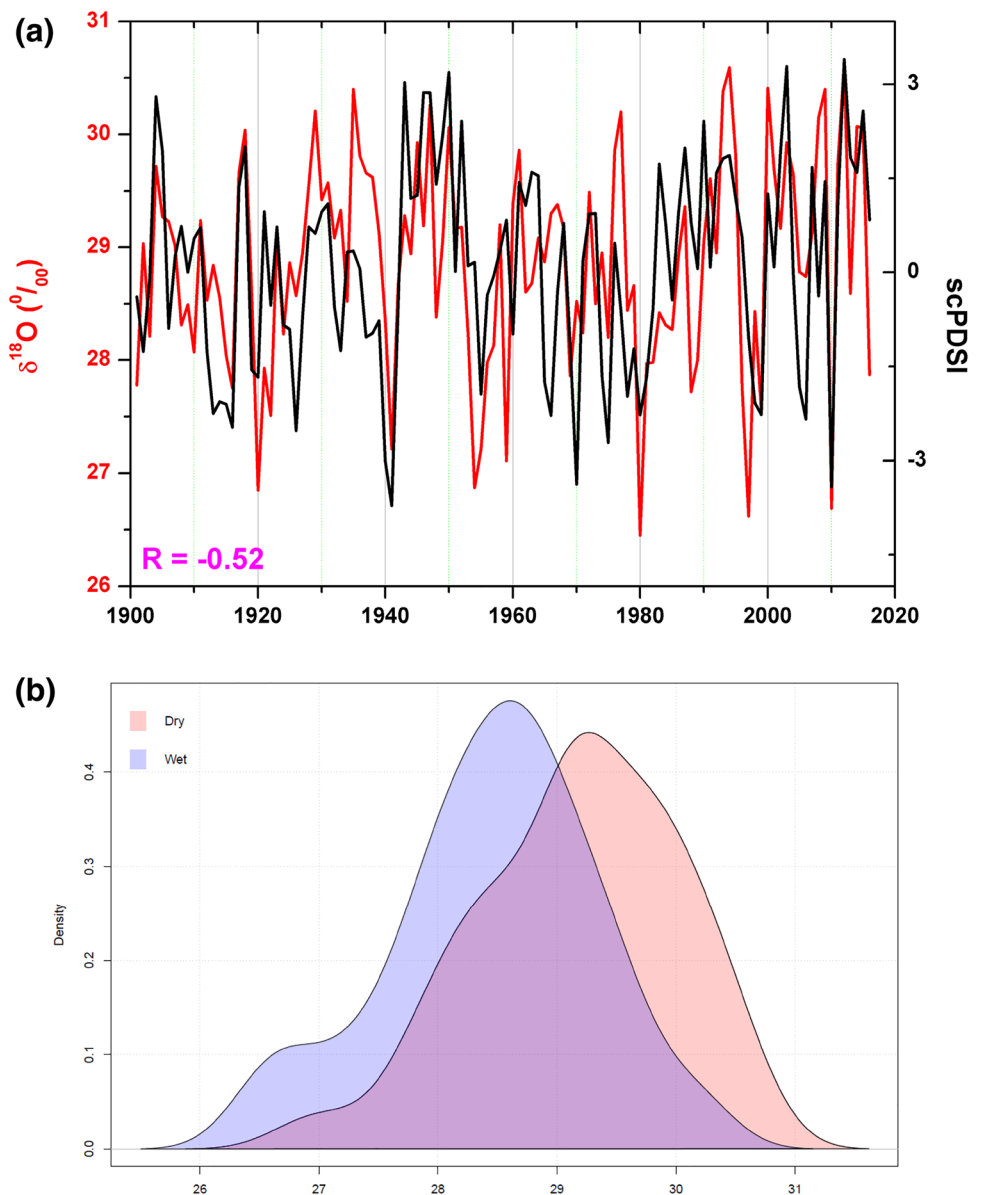 (a)
31
30
29
28
27
26
δ18O (0/00)
3
0
-3
scPDSI
R = -0.52
1900 1920 1940 1960 1980 2000 2020
(b)
Dry
Wet
Density
0.4
0.3
0.2
0.1
0.0
26 27 28 29 30 31